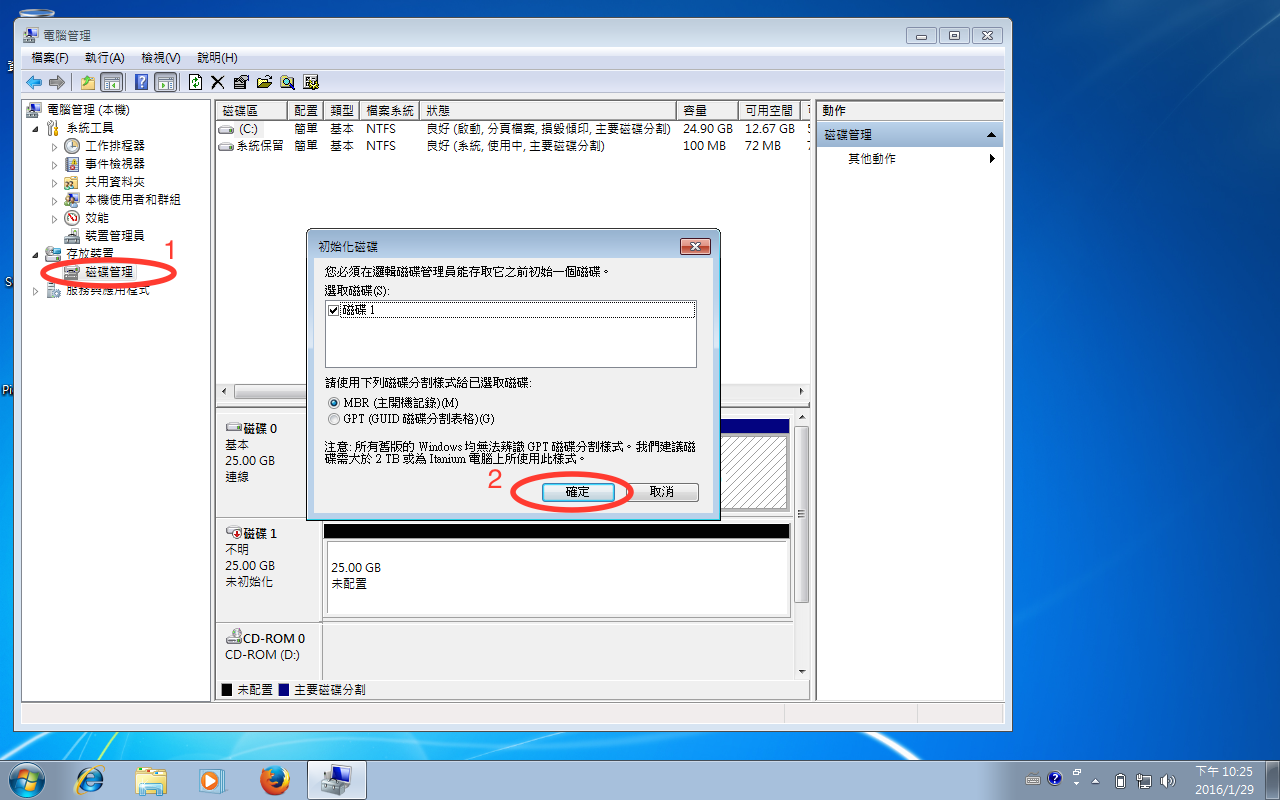 電腦管理
檔案(F) 執行(A) 檢視(V) 說明(H)
電腦管理 (本機)
系統工具
工作排程器
事件檢視器
共用資料夾
本機使用者和群組
效能
裝置管理員
存放裝置
1
磁碟管理
服務與應用程式
磁碟區 配置 類型 檔案系統 狀態 容量 可用空間
(C:) 簡單 基本 NTFS 良好 (啟動, 分頁檔案, 損毀傾印, 主要磁碟分割) 24.90 GB 12.67 GB
系統保留 簡單 基本 NTFS 良好 (系統, 使用中, 主要磁碟分割) 100 MB 72 MB
動作
磁碟管理
其他動作
初始化磁碟
您必須在邏輯磁碟管理員能存取它之前初始一個磁碟。
選取磁碟(S):
磁碟 1
請使用下列磁碟分割樣式給已選取磁碟:
MBR (主開機記錄)(M)
GPT (GUID 磁碟分割表格)(G)
注意: 所有舊版的 Windows 均無法辨識 GPT 磁碟分割樣式。我們建議磁
碟需大於 2 TB 或為 Itanium 電腦上所使用此樣式。
2
確定 取消
磁碟 0
基本
25.00 GB
連線
磁碟 1
不明
25.00 GB
未初始化
25.00 GB
未配置
CD-ROM 0
CD-ROM (D:)
未配置 主要磁碟分割
下午 10:25
2016/1/29